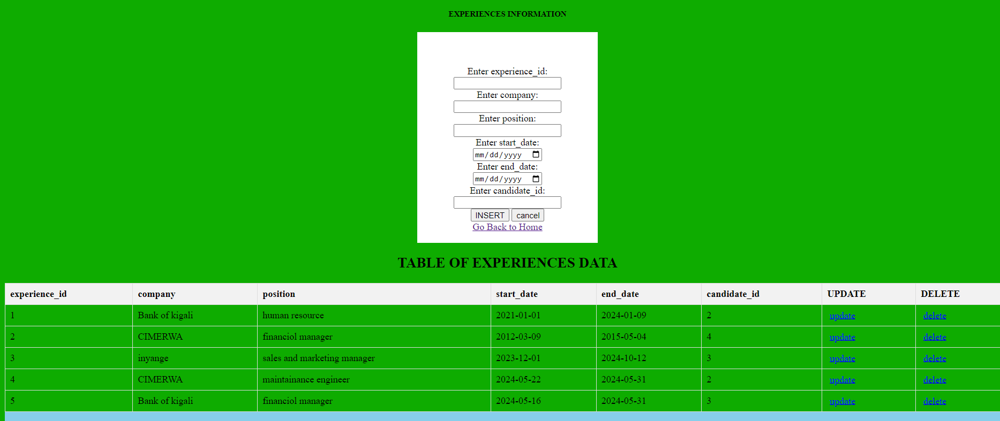 EXPERIENCES INFORMATION
Enter experience_id:
Enter company:
Enter position:
Enter start_date:
mm/dd/yyyy
Enter end_date:
mm/dd/yyyy
Enter candidate_id:
INSERT cancel
Go Back to Home
TABLE OF EXPERIENCES DATA
experience_id company position start_date end_date candidate_id UPDATE DELETE
1 Bank of kigali human resource 2021-01-01 2024-01-09 2 update delete
2 CIMERWA financiol manager 2012-03-09 2015-05-04 4 update delete
3 inyange sales and marketing manager 2023-12-01 2024-10-12 3 update delete
4 CIMERWA maintainance engineer 2024-05-22 2024-05-31 2 update delete
5 Bank of kigali financiol manager 2024-05-16 2024-05-31 3 update delete